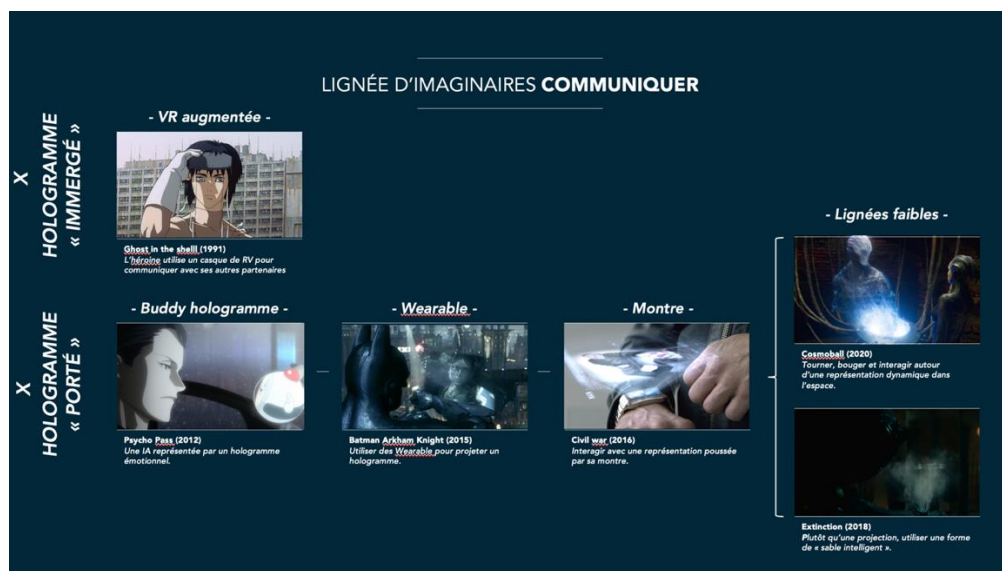 LIGNÉE D'IMAGINAIRES COMMUNIQUER
X
HOLOGRAMME
« IMMERGÉ »
- VR augmentée -
Ghost in the shelll (1991)
L'héroine utilise un casque de RV pour
communiquer avec ses autres partenaires
X
HOLOGRAMME
« PORTÉ »
- Buddy hologramme -
Psycho Pass (2012)
Une IA représentée par un hologramme
émotionnel.
- Wearable -
Batman Arkham Knight (2015)
Utiliser des Wearable pour projeter un
hologramme.
- Montre -
Civil war (2016)
Interagir avec une représentation poussée
par sa montre.
- Lignées faibles -
Cosmoball (2020)
Tourner, bouger et interagir autour
d'une représentation dynamique dans
l'espace.
Extinction (2018)
Plutôt qu'une projection, utiliser une forme
de « sable intelligent ».